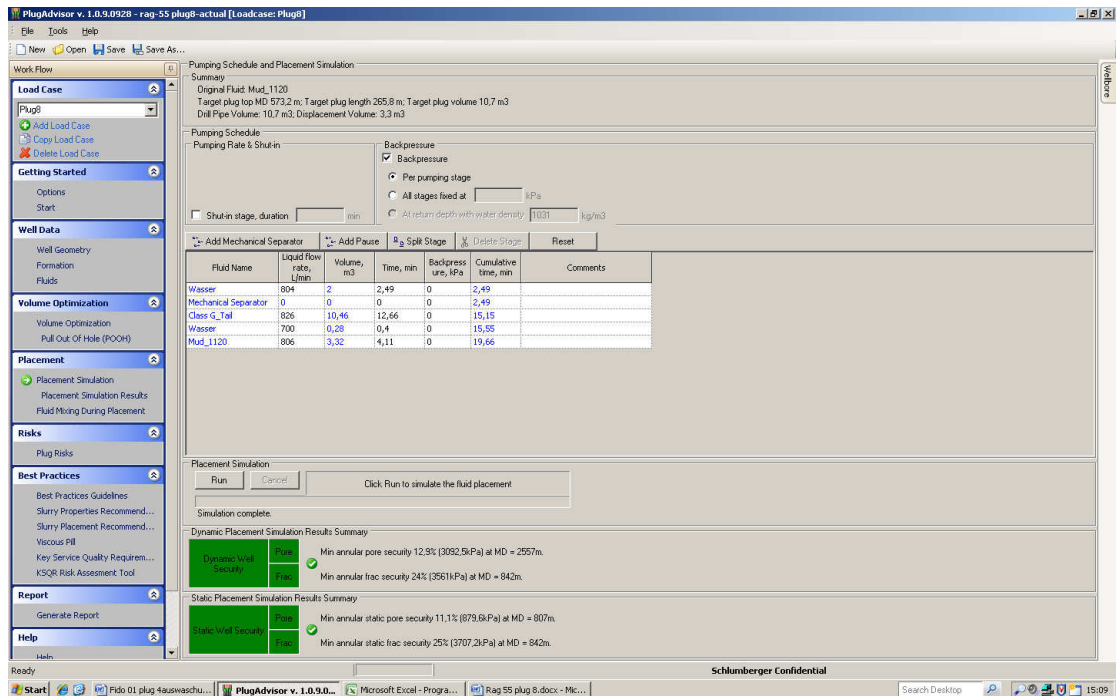 PlugAdvisor v. 1.0.9.0928 - rag-55 plug8-actual [Loadcase: Plug8]
File Tools Help
New Open Save Save As...
Work Flow
Load Case
Plug8
Add Load Case
Copy Load Case
Delete Load Case
Getting Started
Options
Start
Well Data
Well Geometry
Formation
Fluids
Volume Optimization
Volume Optimization
Pull Out Of Hole (POOH)
Placement
Placement Simulation
Placement Simulation Results
Fluid Mixing During Placement
Risks
Plug Risks
Best Practices
Best Practices Guidelines
Slurry Properties Recommend...
Slurry Placement Recommend...
Viscous Pill
Key Service Quality Requirem...
KSQR Risk Assesment Tool
Report
Generate Report
Help
Help
Pumping Schedule and Placement Simulation
Summary
Original Fluid: Mud_1120
Target plug top MD 573,2 m; Target plug length 265,8 m; Target plug volume 10,7 m3
Drill Pipe Volume: 10,7 m3; Displacement Volume: 3,3 m3
Pumping Schedule
Pumping Rate & Shut-in
Shut-in stage, duration min
Backpressure
Backpressure
Per pumping stage
All stages fixed at kPa
At return depth with water density 1031 kg/m3
Add Mechanical Separator Add Pause Split Stage Delete Stage Reset
Fluid Name Liquid flow rate, L/min Volume, m3 Time, min Backpress ure, kPa Cumulative time, min Comments
Wasser 804 2 2,49 0 2,49
Mechanical Separator 0 0 0 0 2,49
Class G_Tail 826 10,46 12,66 0 15,15
Wasser 700 0,28 0,4 0 15,55
Mud_1120 806 3,32 4,11 0 19,66
Placement Simulation
Run Cancel Click Run to simulate the fluid placement
Simulation complete.
Dynamic Placement Simulation Results Summary
Dynamic Well Security
Pore Min annular pore security 12,9% (3092,5kPa) at MD = 2557m.
Frac Min annular frac security 24% (3561kPa) at MD = 842m.
Static Placement Simulation Results Summary
Static Well Security
Pore Min annular static pore security 11,1% (879,6kPa) at MD = 807m.
Frac Min annular static frac security 25% (3707,2kPa) at MD = 842m.
Wellbore
Ready Schlumberger Confidential
Start Fido 01 plug 4auswaschu... PlugAdvisor v. 1.0.9.0... Microsoft Excel - Progra... Rag 55 plug 8.docx - Mic... Search Desktop 15:09